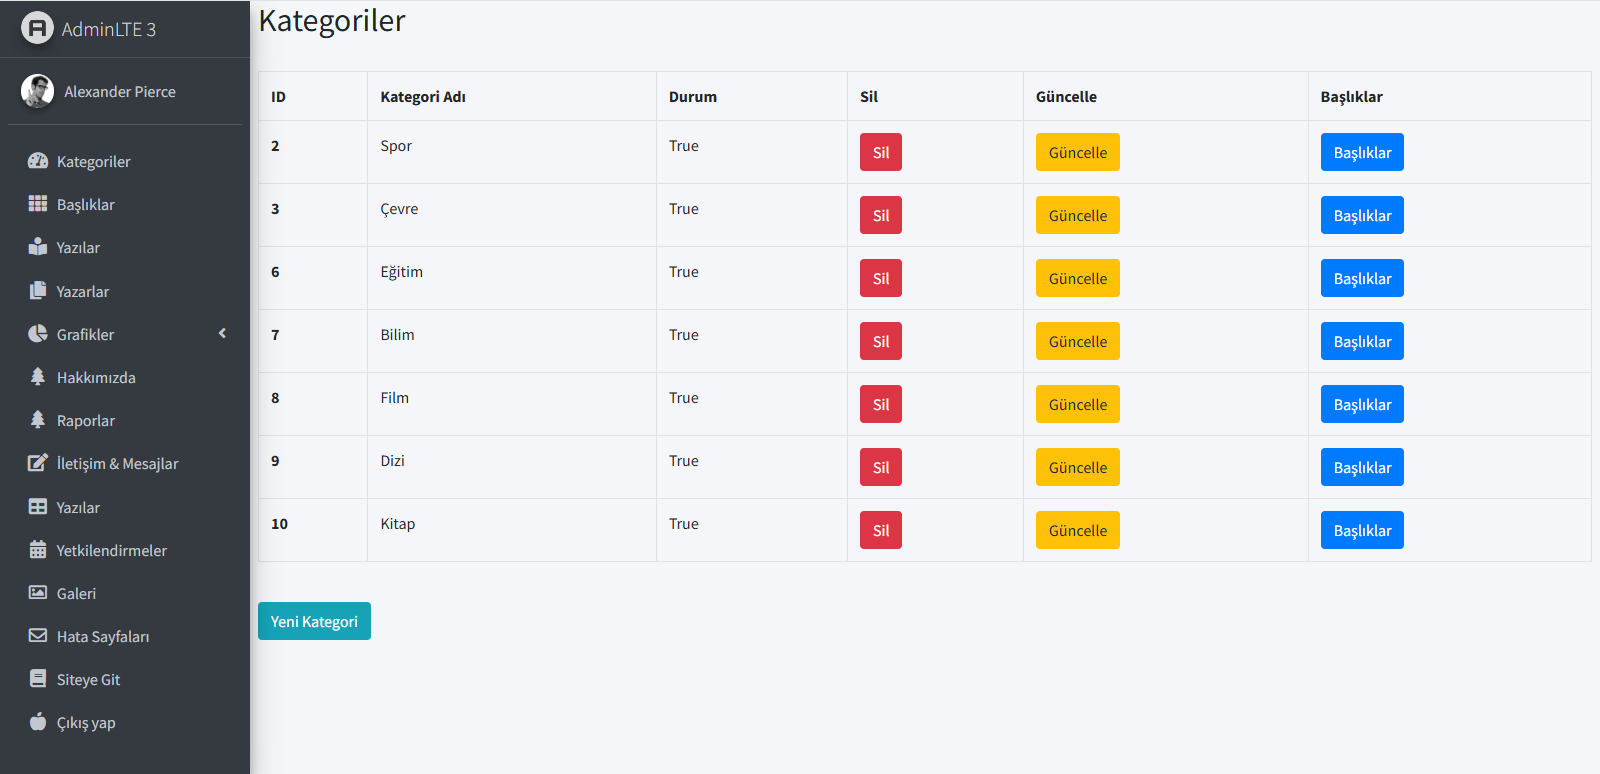 AdminLTE 3
Alexander Pierce
Kategoriler
Başlıklar
Yazılar
Yazarlar
Grafikler
Hakkımızda
Raporlar
İletişim & Mesajlar
Yazılar
Yetkilendirmeler
Galeri
Hata Sayfaları
Siteye Git
Çıkış yap
Kategoriler
ID Kategori Adı Durum Sil Güncelle Başlıklar
2 Spor True Sil Güncelle Başlıklar
3 Çevre True Sil Güncelle Başlıklar
6 Eğitim True Sil Güncelle Başlıklar
7 Bilim True Sil Güncelle Başlıklar
8 Film True Sil Güncelle Başlıklar
9 Dizi True Sil Güncelle Başlıklar
10 Kitap True Sil Güncelle Başlıklar
Yeni Kategori